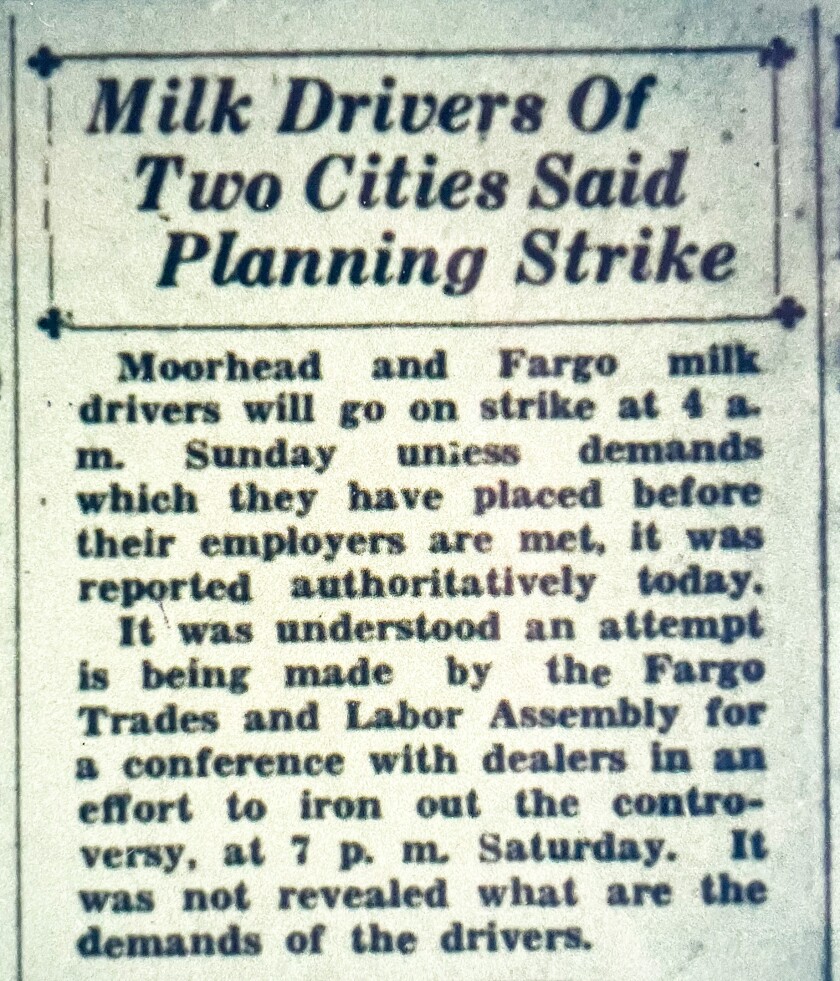 Milk Drivers Of
Two Cities Said
Planning Strike
Moorhead and Fargo milk
drivers will go on strike at 4 a.
m. Sunday unless demands
which they have placed before
their employers are met, it was
reported authoritatively today.
It was understood an attempt
is being made by the Fargo
Trades and Labor Assembly for
a conference with dealers in an
effort to iron out the contro-
versy, at 7 p. m. Saturday. It
was not revealed what are the
demands of the drivers.